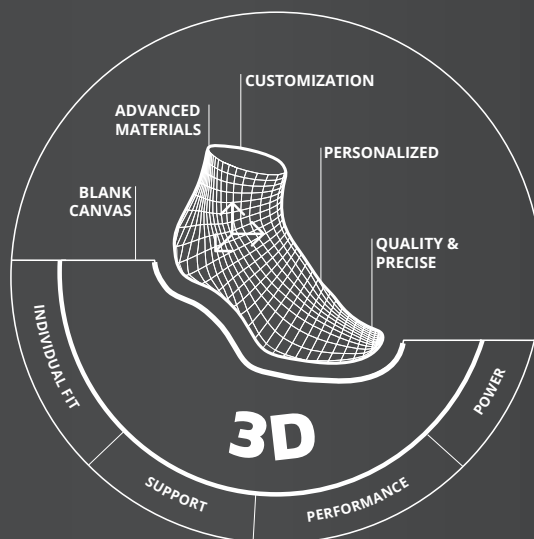 CUSTOMIZATION
ADVANCED
MATERIALS
PERSONALIZED
BLANK
CANVAS
QUALITY &
PRECISE
INDIVIDUAL FIT
SUPPORT
PERFORMANCE
POWER
3D